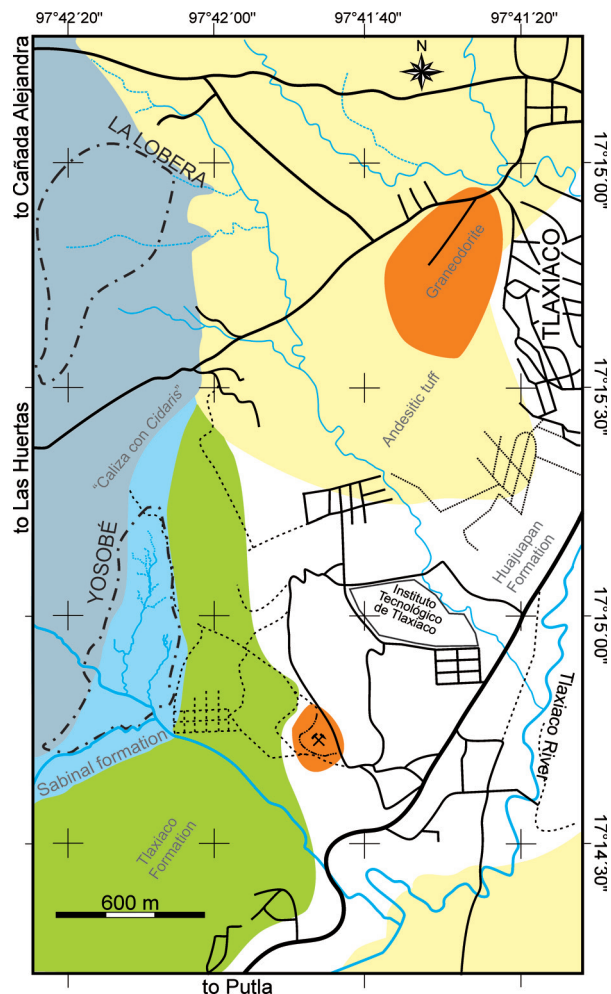 97°42'20"
97°42'00"
97°41'40"
97°41'20"
N
to Cañada Alejandra
LA LOBERA
17°15'00"
Graneodorite
TLAXIACO
17°15'30"
"Caliza con Cidaris"
Andesitic tuff
to Las Huertas
Huajuapan
Formation
YOSOBÉ
Instituto
Tecnológico
de Tlaxiaco
17°15'00"
Tlaxiaco River
Sabinal formation
Tlaxiaco
Formation
17°14'30"
600 m
to Putla